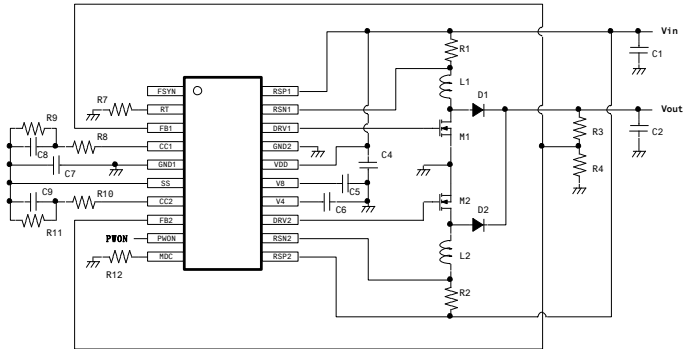 Vin
R1
C1
L1
D1
Vout
R7
FSYN
RSP1
RT
RSN1
R9
FB1
DRV1
M1
R3
C2
R8
C8
CC1
GND2
R4
C7
GND1
VDD
C4
SS
V8
C5
C9
R10
CC2
V4
C6
M2
R11
FB2
DRV2
D2
PWON
PWON
RSN2
L2
MDC
RSP2
R12
R2